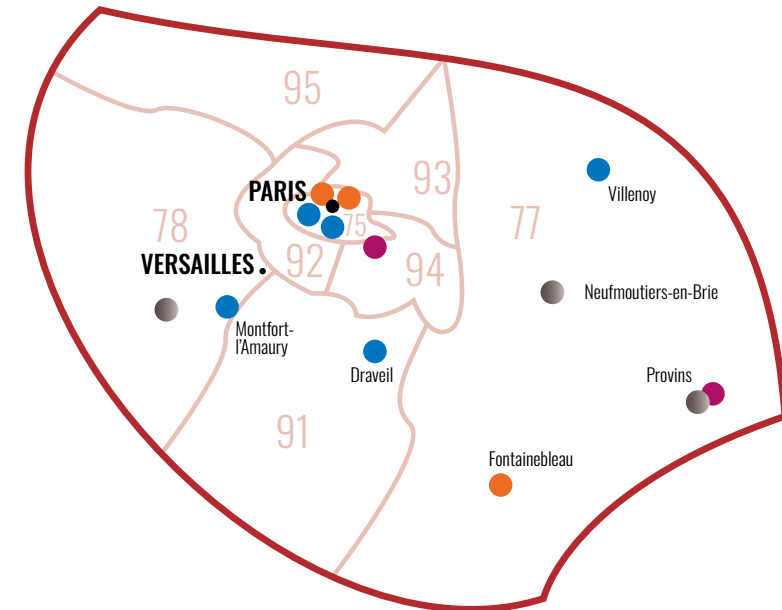 95
93
Villenoy
PARIS
78
75
77
VERSAILLES
92
94
Neufmoutiers-en-Brie
Montfort-
l'Amaury
Draveil
Provins
91
Fontainebleau